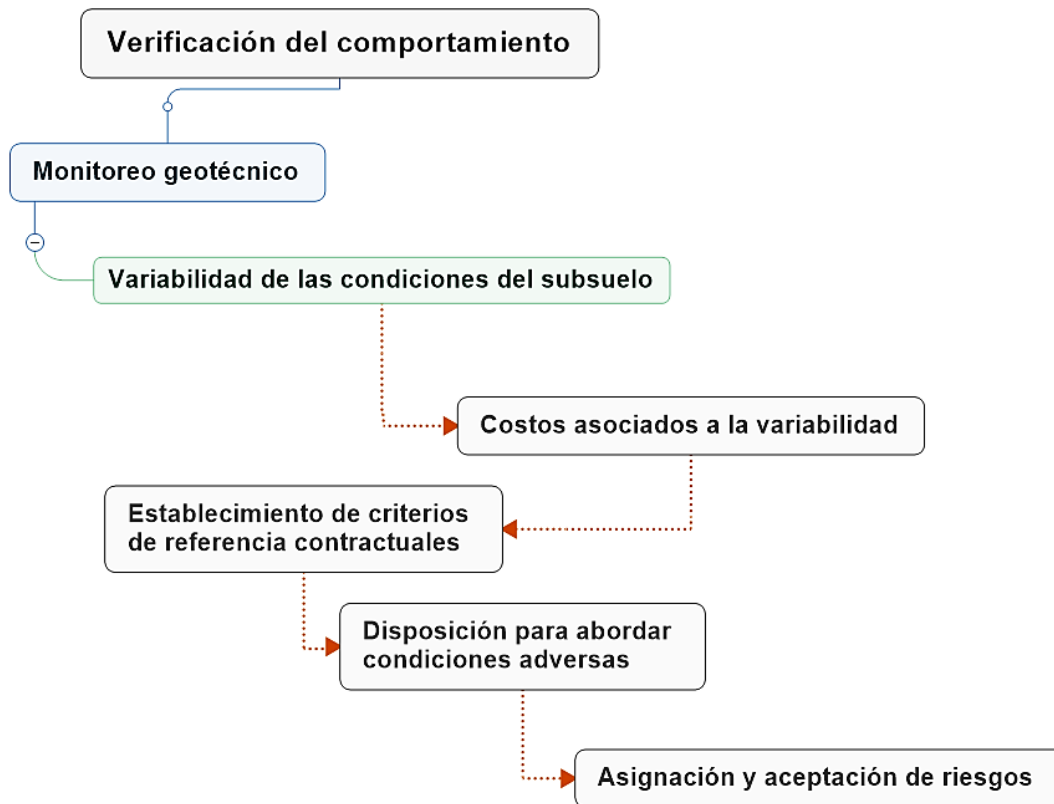 Verificación del comportamiento
Monitoreo geotécnico
Variabilidad de las condiciones del subsuelo
Costos asociados a la variabilidad
Establecimiento de criterios
de referencia contractuales
Disposición para abordar
condiciones adversas
Asignación y aceptación de riesgos